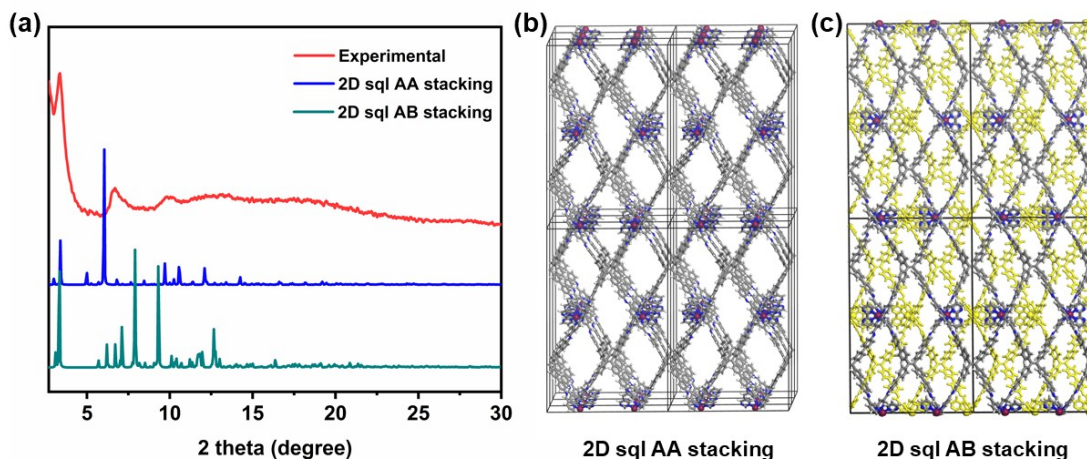 (a)
Experimental
2D sql AA stacking
2D sql AB stacking
5 10 15 20 25 30
2 theta (degree)
(b)
2D sql AA stacking
(c)
2D sql AB stacking